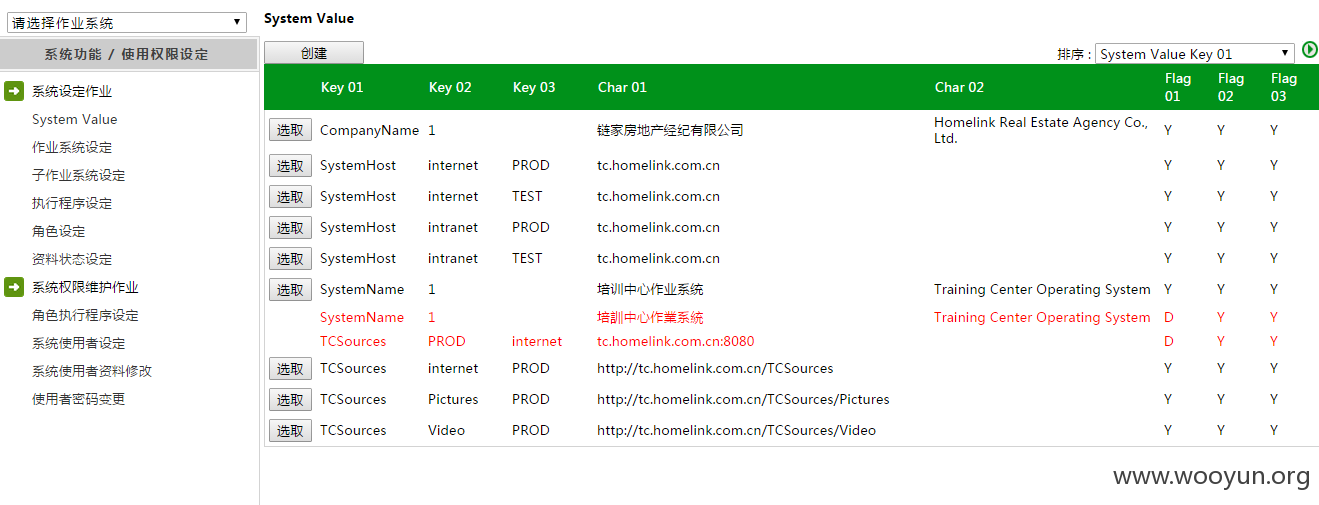 请选择作业系统
系统功能 / 使用权限设定
系统设定作业
System Value
作业系统设定
子作业系统设定
执行程序设定
角色设定
资料状态设定
系统权限维护作业
角色执行程序设定
系统使用者设定
系统使用者资料修改
使用者密码变更
System Value
创建
排序 : System Value Key 01
Key 01 Key 02 Key 03 Char 01 Char 02 Flag 01 Flag 02 Flag 03
选取 CompanyName 1 链家房地产经纪有限公司 Homelink Real Estate Agency Co., Ltd. Y Y Y
选取 SystemHost internet PROD tc.homelink.com.cn Y Y Y
选取 SystemHost internet TEST tc.homelink.com.cn Y Y Y
选取 SystemHost intranet PROD tc.homelink.com.cn Y Y Y
选取 SystemHost intranet TEST tc.homelink.com.cn Y Y Y
选取 SystemName 1 培训中心作业系统 Training Center Operating System Y Y Y
SystemName 1 培訓中心作業系統 Training Center Operating System D Y Y
TCSources PROD internet tc.homelink.com.cn:8080 D Y Y
选取 TCSources internet PROD http://tc.homelink.com.cn/TCSources Y Y Y
选取 TCSources Pictures PROD http://tc.homelink.com.cn/TCSources/Pictures Y Y Y
选取 TCSources Video PROD http://tc.homelink.com.cn/TCSources/Video Y Y Y
www.wooyun.org